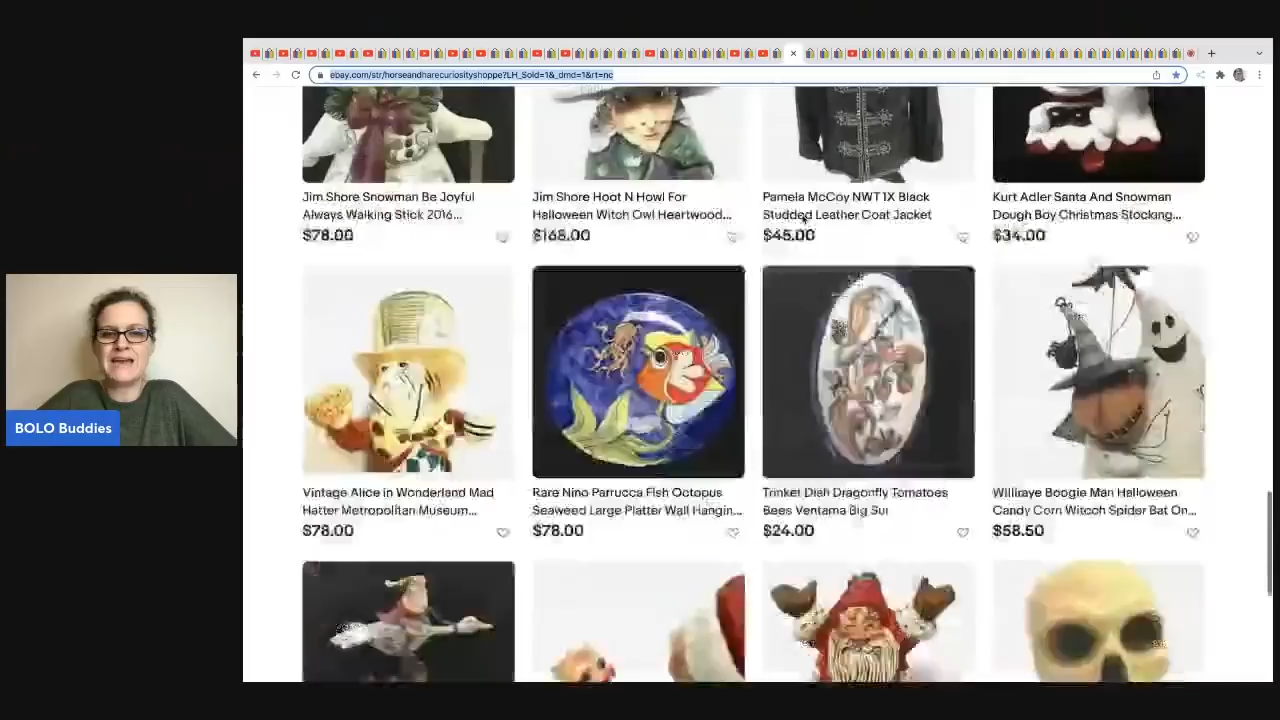 ebay.com/str/horseandharecuriosityshoppe?LH_Sold=1&_dmd=1&rt=nc
Jim Shore Snowman Be Joyful
Always Walking Stick 2016...
$78.00
Jim Shore Hoot N Howl For
Halloween Witch Owl Heartwood...
$168.00
Pamela McCoy NWT 1X Black
Studded Leather Coat Jacket
$45.00
Kurt Adler Santa And Snowman
Dough Boy Christmas Stocking...
$34.00
BOLO Buddies
Vintage Alice in Wonderland Mad
Hatter Metropolitan Museum...
$78.00
Rare Nino Parrucca Fish Octopus
Seaweed Large Platter Wall Hangin...
$78.00
Trinket Dish Dragonfly Tomatoes
Bees Ventama Big Sur
$24.00
Williraye Boogie Man Halloween
Candy Corn Witcch Spider Bat On...
$58.50